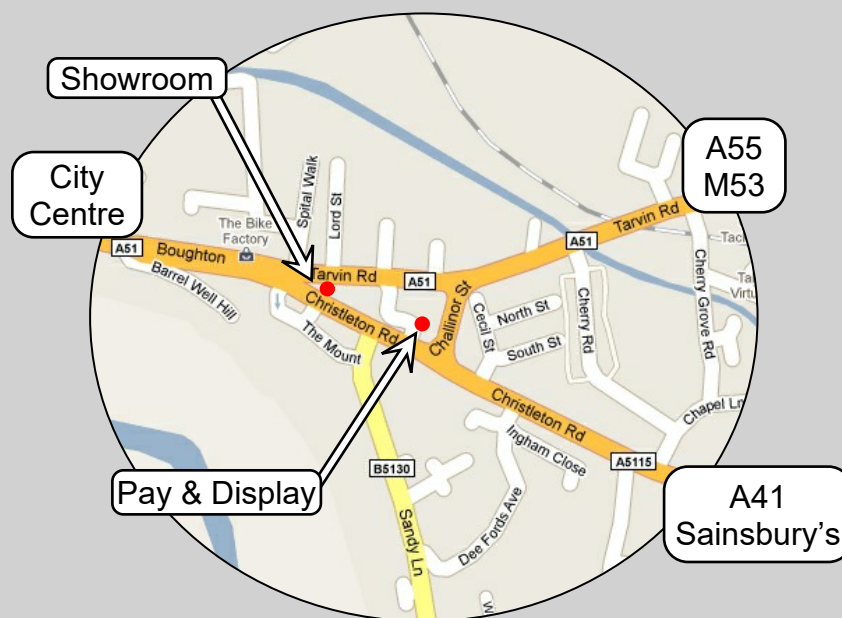 Showroom
City
Centre
A55
M53
Spital Walk
Lord St
The Bike
Factory
A51
Boughton
Barrel Well Hill
Tarvin Rd
A51
A51
Tarvin Rd
Christleton Rd
The Mount
Challinor St
Cecil St
North St
South St
Cherry Rd
Cherry Grove Rd
Chapel Ln
Christleton Rd
Ingham Close
A5115
B5130
Pay & Display
Sandy Ln
Dee Fords Ave
A41
Sainsbury’s